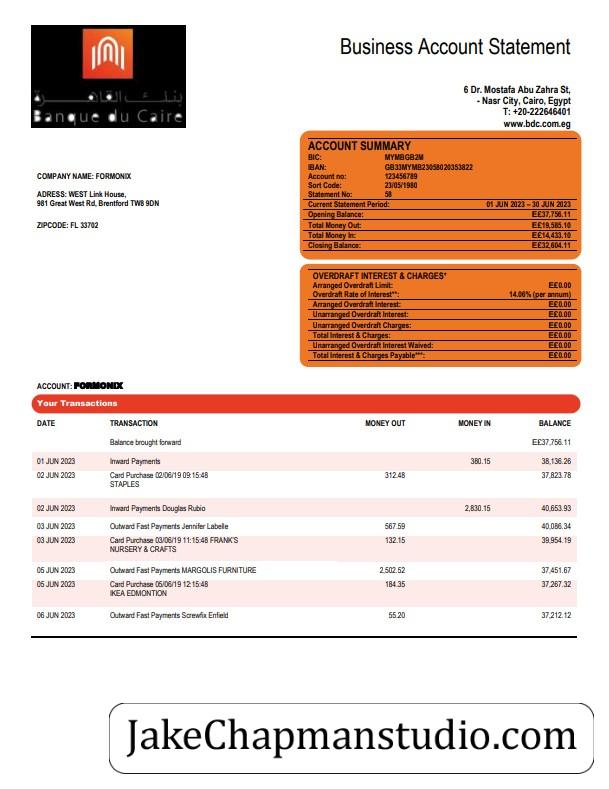 بنك القاهرة
Banque du Caire
Business Account Statement
6 Dr. Mostafa Abu Zahra St,
- Nasr City, Cairo, Egypt
T: +20-222646401
www.bdc.com.eg
COMPANY NAME: FORMONIX
ADRESS: WEST Link House,
981 Great West Rd, Brentford TW8 9DN
ZIPCODE: FL 33702
ACCOUNT SUMMARY
BIC: MYMBGB2M
IBAN: GB33MYMB23058020353822
Account no: 123456789
Sort Code: 23/05/1980
Statement No: 58
Current Statement Period: 01 JUN 2023 – 30 JUN 2023
Opening Balance: E£37,756.11
Total Money Out: E£19,585.10
Total Money In: E£14,433.10
Closing Balance: E£32,604.11
OVERDRAFT INTEREST & CHARGES*
Arranged Overdraft Limit: E£0.00
Overdraft Rate of Interest**: 14.06% (per annum)
Arranged Overdraft Interest: E£0.00
Unarranged Overdraft Interest: E£0.00
Unarranged Overdraft Charges: E£0.00
Total Interest & Charges: E£0.00
Unarranged Overdraft Interest Waived: E£0.00
Total Interest & Charges Payable***: E£0.00
ACCOUNT: FORMONIX
Your Transactions
DATE TRANSACTION MONEY OUT MONEY IN BALANCE
Balance brought forward E£37,756.11
01 JUN 2023 Inward Payments 380.15 38,136.26
02 JUN 2023 Card Purchase 02/06/19 09:15:48 312.48 37,823.78
STAPLES
02 JUN 2023 Inward Payments Douglas Rubio 2,830.15 40,653.93
03 JUN 2023 Outward Fast Payments Jennifer Labelle 567.59 40,086.34
03 JUN 2023 Card Purchase 03/06/19 11:15:48 FRANK'S 132.15 39,954.19
NURSERY & CRAFTS
05 JUN 2023 Outward Fast Payments MARGOLIS FURNITURE 2,502.52 37,451.67
05 JUN 2023 Card Purchase 05/06/19 12:15:48 184.35 37,267.32
IKEA EDMONTION
06 JUN 2023 Outward Fast Payments Screwfix Enfield 55.20 37,212.12
JakeChapmanstudio.com